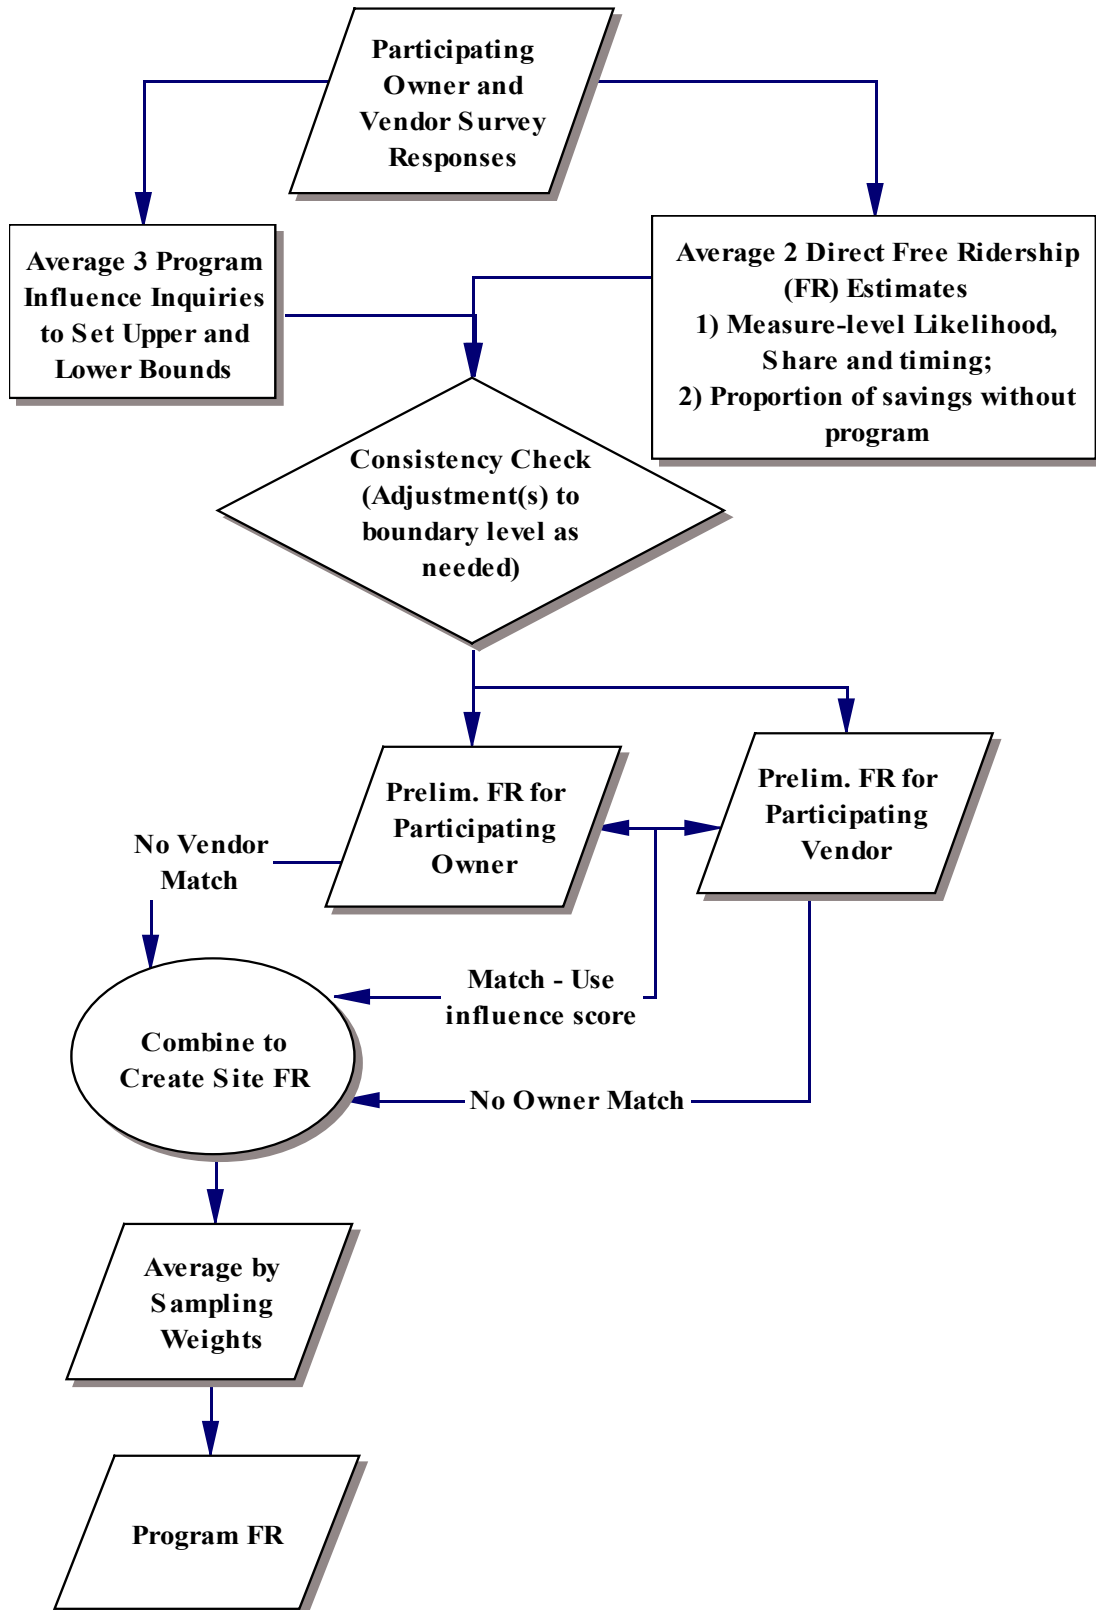 Participating
Owner and
Vendor Survey
Responses
Average 3 Program
Influence Inquiries
to Set Upper and
Lower Bounds
Average 2 Direct Free Ridership
(FR) Estimates
1) Measure-level Likelihood,
Share and timing;
2) Proportion of savings without
program
Consistency Check
(Adjustment(s) to
boundary level as
needed)
Prelim. FR for
Participating
Owner
Prelim. FR for
Participating
Vendor
No Vendor
Match
Match - Use
influence score
Combine to
Create Site FR
No Owner Match
Average by
Sampling
Weights
Program FR